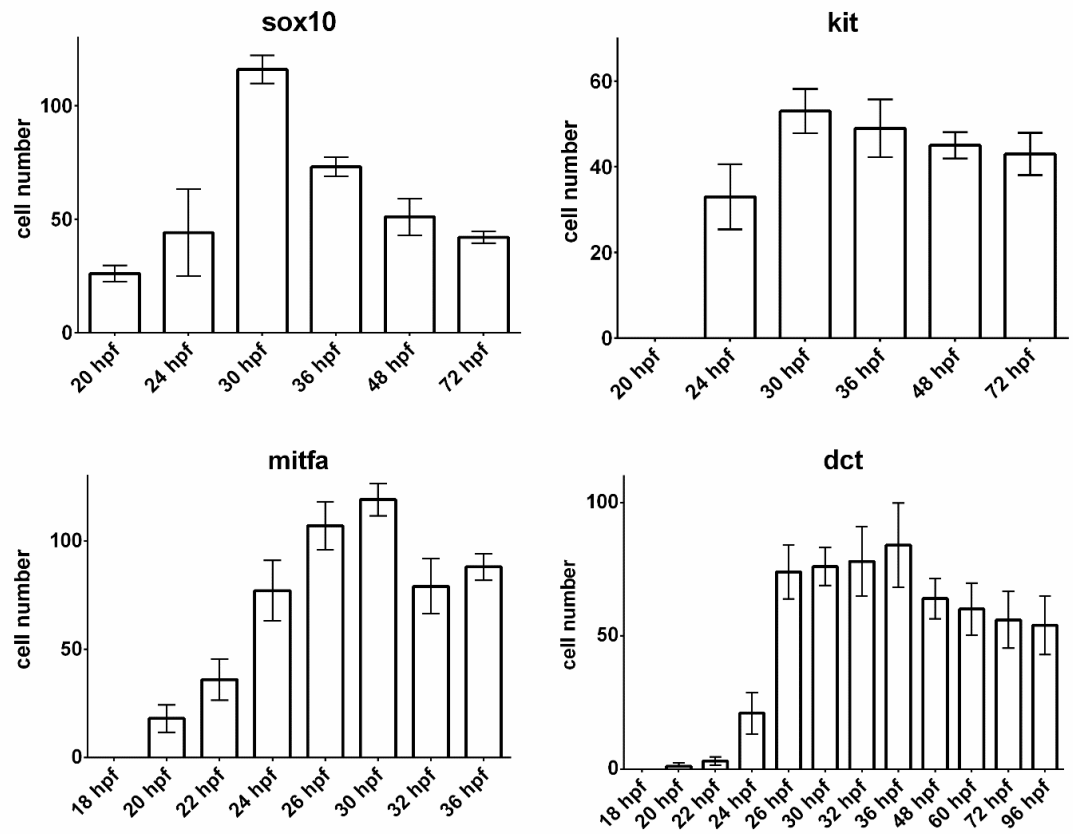 sox10
cell number
100
50
0
20 hpf
24 hpf
30 hpf
36 hpf
48 hpf
72 hpf
kit
cell number
60
40
20
0
20 hpf
24 hpf
30 hpf
36 hpf
48 hpf
72 hpf
mitfa
cell number
100
50
0
18 hpf
20 hpf
22 hpf
24 hpf
26 hpf
30 hpf
32 hpf
36 hpf
dct
cell number
100
50
0
18 hpf
20 hpf
22 hpf
24 hpf
26 hpf
30 hpf
32 hpf
36 hpf
48 hpf
60 hpf
72 hpf
96 hpf